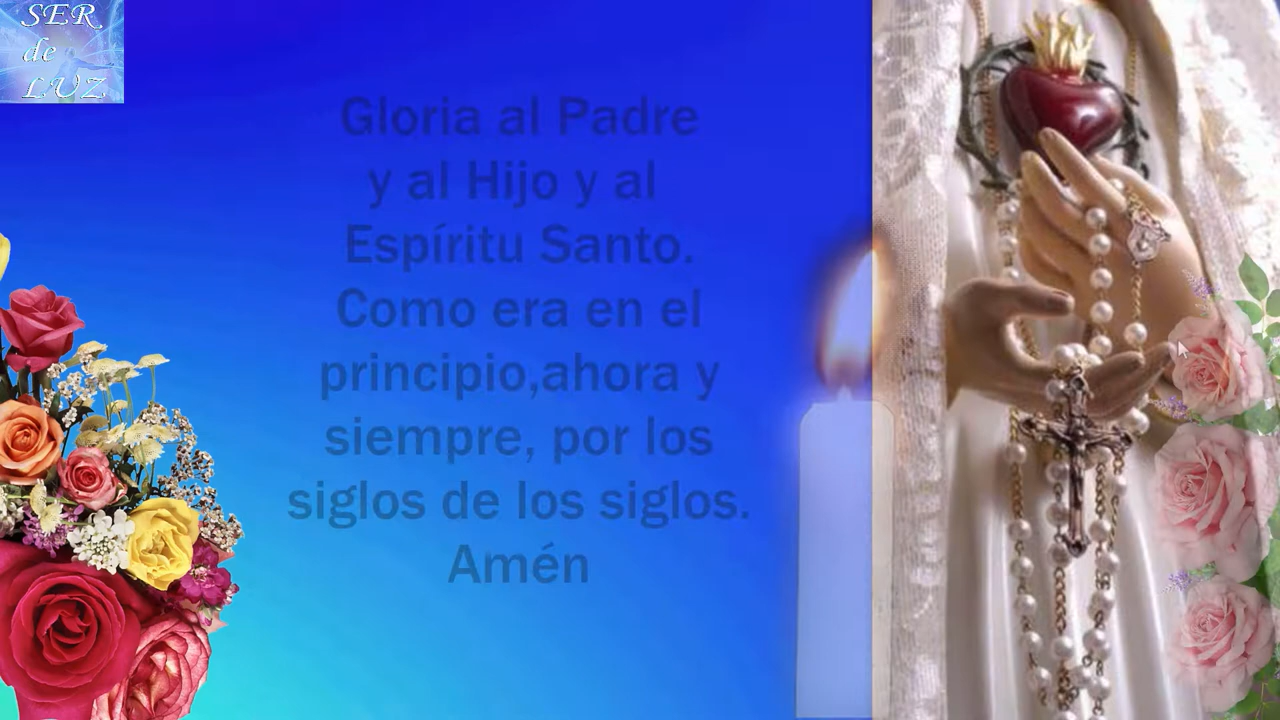 SER
de
LUZ
Gloria al Padre
y al Hijo y al
Espíritu Santo.
Como era en el
principio,ahora y
siempre, por los
siglos de los siglos.
Amén